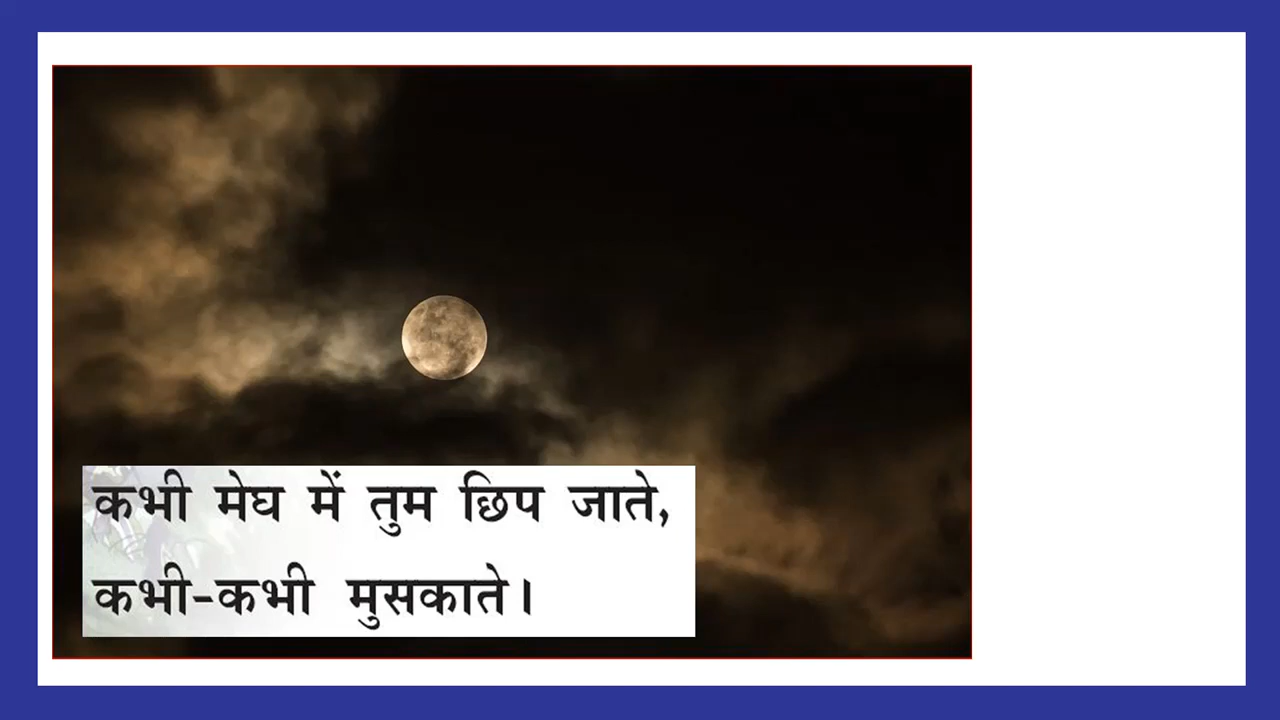 कभी मेघ में तुम छिप जाते,
कभी-कभी मुसकाते।